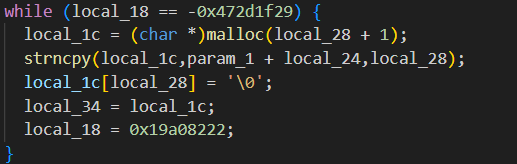 while (local_18 == -0x472d1f29) {
local_1c = (char *)malloc(local_28 + 1);
strncpy(local_1c,param_1 + local_24,local_28);
local_1c[local_28] = '\0';
local_34 = local_1c;
local_18 = 0x19a08222;
}